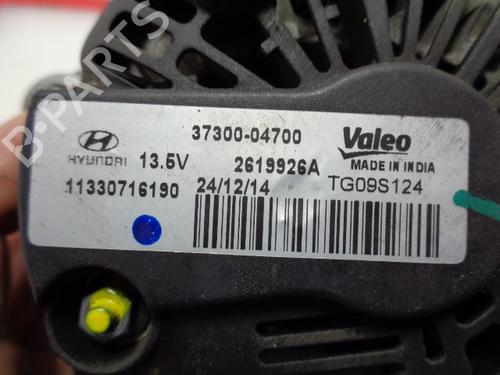 37300-04700
Valeo
HYUNDAI 13.5V 2619926A MADE IN INDIA
11330716190 24/12/14 TG09S124
B-PARTS